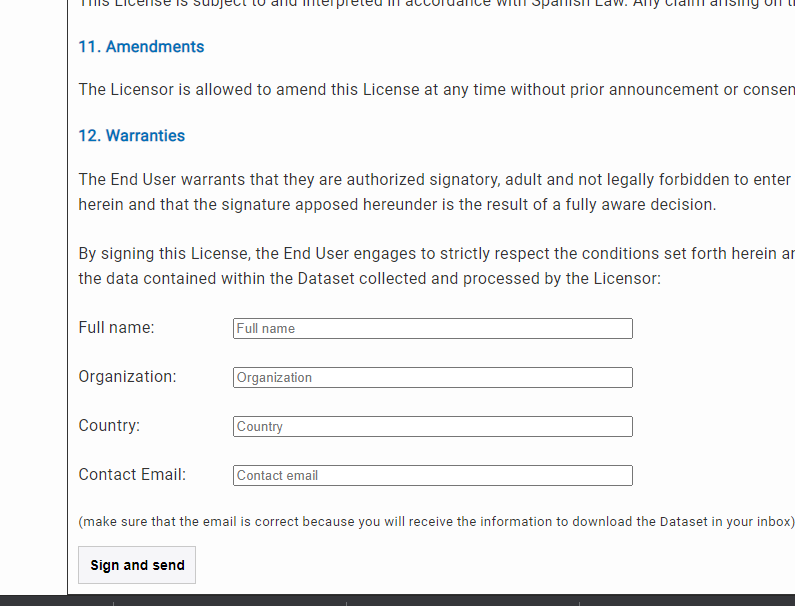 This License is subject to and interpreted in accordance with Spanish Law. Any claim arising on
11. Amendments
The Licensor is allowed to amend this License at any time without prior announcement or consen
12. Warranties
The End User warrants that they are authorized signatory, adult and not legally forbidden to enter
herein and that the signature apposed hereunder is the result of a fully aware decision.
By signing this License, the End User engages to strictly respect the conditions set forth herein ar
the data contained within the Dataset collected and processed by the Licensor:
Full name: Full name
Organization: Organization
Country: Country
Contact Email: Contact email
(make sure that the email is correct because you will receive the information to download the Dataset in your inbox)
Sign and send